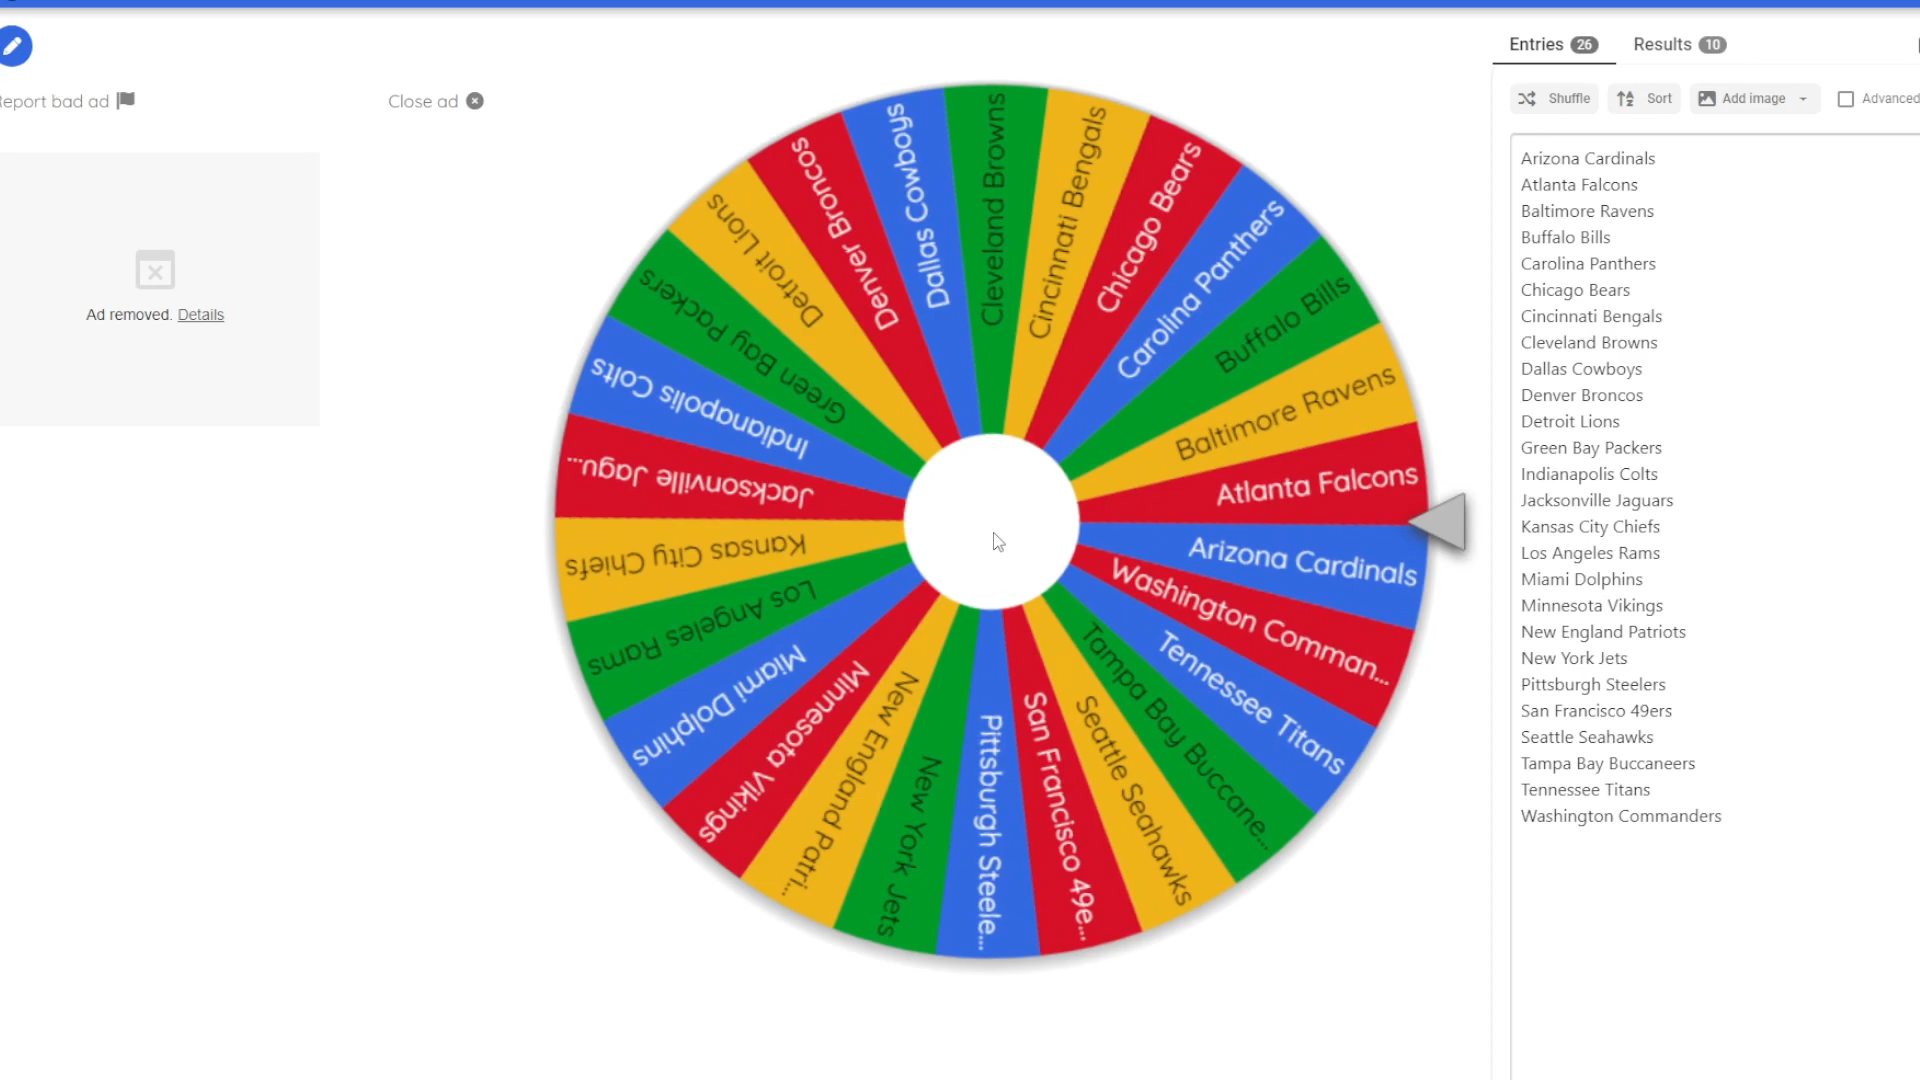 Entries 26 Results 10
Report bad ad
Close ad
Shuffle Sort Add image Advanced
Ad removed. Details
Cleveland Browns
Cincinnati Bengals
Chicago Bears
Carolina Panthers
Buffalo Bills
Baltimore Ravens
Atlanta Falcons
Arizona Cardinals
Washington Comman...
Tennessee Titans
Tampa Bay Buccane...
Seattle Seahawks
San Francisco 49e...
Pittsburgh Steele...
New York Jets
New England Patri...
Minnesota Vikings
Miami Dolphins
Los Angeles Rams
Kansas City Chiefs
Jacksonville Jagu...
Indianapolis Colts
Green Bay Packers
Detroit Lions
Denver Broncos
Dallas Cowboys
Arizona Cardinals
Atlanta Falcons
Baltimore Ravens
Buffalo Bills
Carolina Panthers
Chicago Bears
Cincinnati Bengals
Cleveland Browns
Dallas Cowboys
Denver Broncos
Detroit Lions
Green Bay Packers
Indianapolis Colts
Jacksonville Jaguars
Kansas City Chiefs
Los Angeles Rams
Miami Dolphins
Minnesota Vikings
New England Patriots
New York Jets
Pittsburgh Steelers
San Francisco 49ers
Seattle Seahawks
Tampa Bay Buccaneers
Tennessee Titans
Washington Commanders